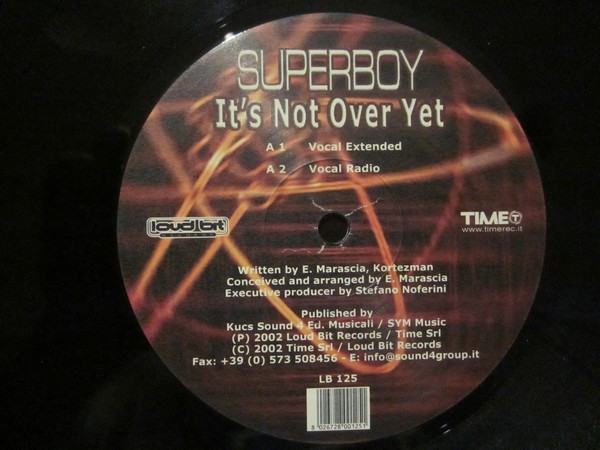 SUPERBOY
It's Not Over Yet
A 1 Vocal Extended
A 2 Vocal Radio
loud bit
TIME T
www.timerec.it
Written by E. Marascia, Kortezman
Conceived and arranged by E. Marascia
Executive producer by Stefano Noferini
Published by
Kucs Sound 4 Ed. Musicali / SYM Music
(P) 2002 Loud Bit Records / Time Srl
(C) 2002 Time Srl / Loud Bit Records
Fax: +39 (0) 573 508456 - E: info@sound4group.it
LB 125
8 026728 001251